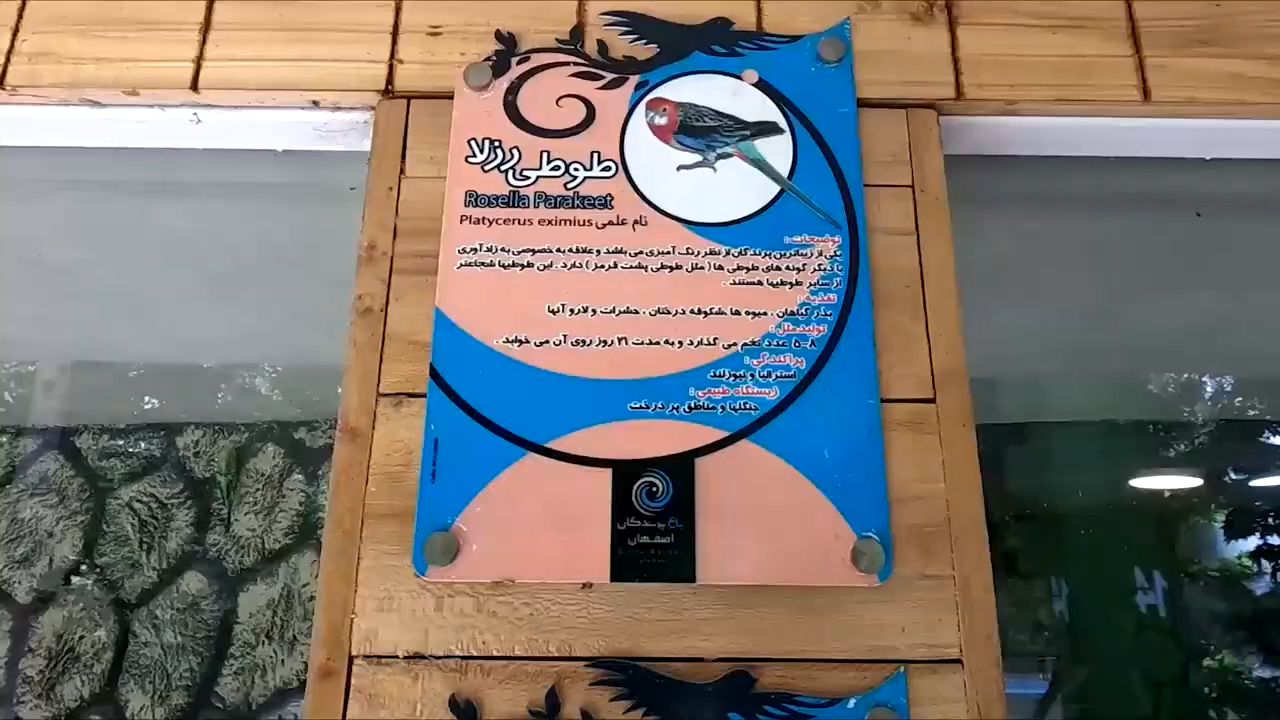 طوطی رزلا
Rosella Parakeet
نام علمی Platycerus eximius
توضیحات :
یکی از زیباترین پرندگان از نظر رنگ آمیزی می باشد و علاقه به خصوصی به زادآوری
با دیگر گونه های طوطی ها ( مثل طوطی پشت قرمز ) دارد . این طوطیها شجاعتر
از سایر طوطیها هستند .
تغذیه :
بذر گیاهان ، میوه ها ،شکوفه درختان ، حشرات و لارو آنها
تولیدمثل :
۵-۸ عدد تخم می گذارد و به مدت ۲۱ روز روی آن می خوابد .
پراکندگی :
استرالیا و نیوزلند
زیستگاه طبیعی :
جنگلها و مناطق پر درخت
باغ پرندگان
اصفهان